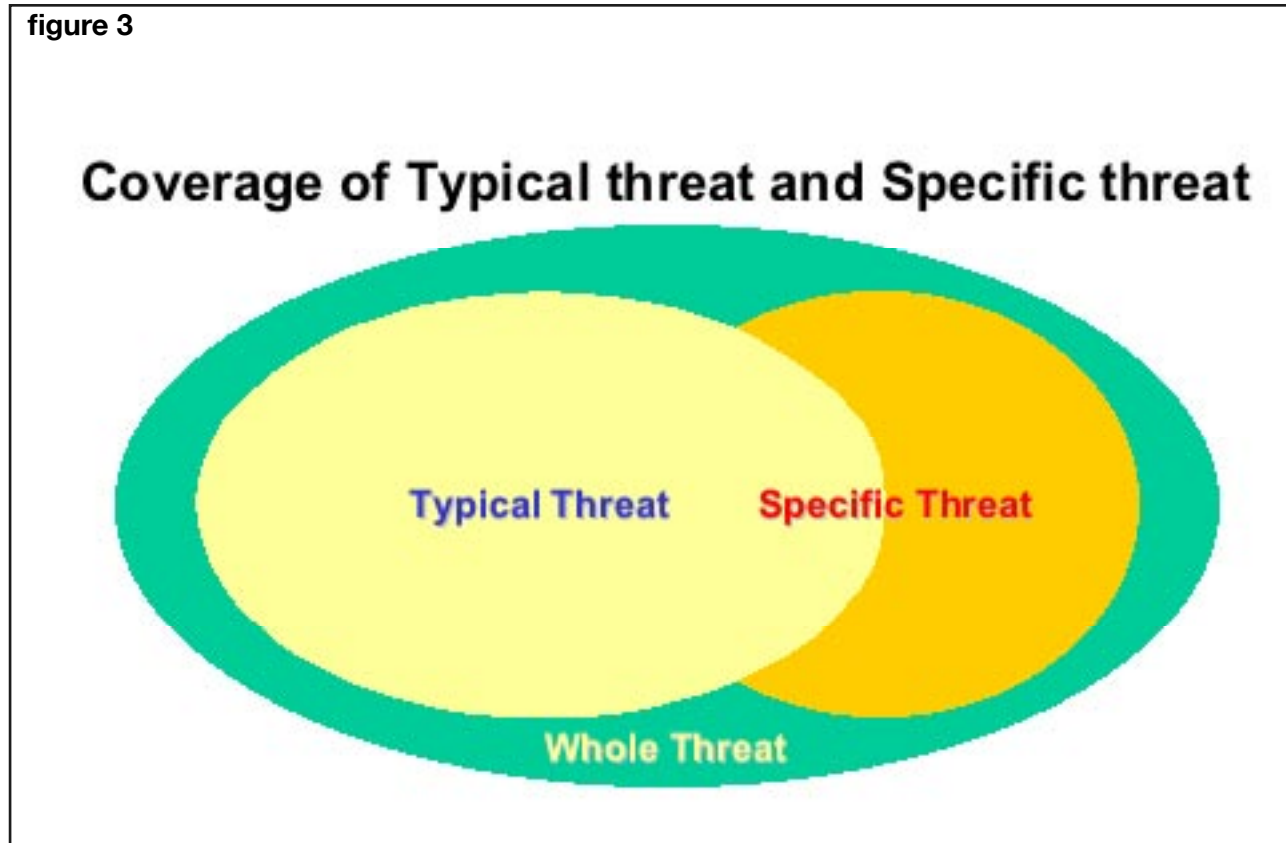 figure 3
Coverage of Typical threat and Specific threat
Typical Threat
Specific Threat
Whole Threat